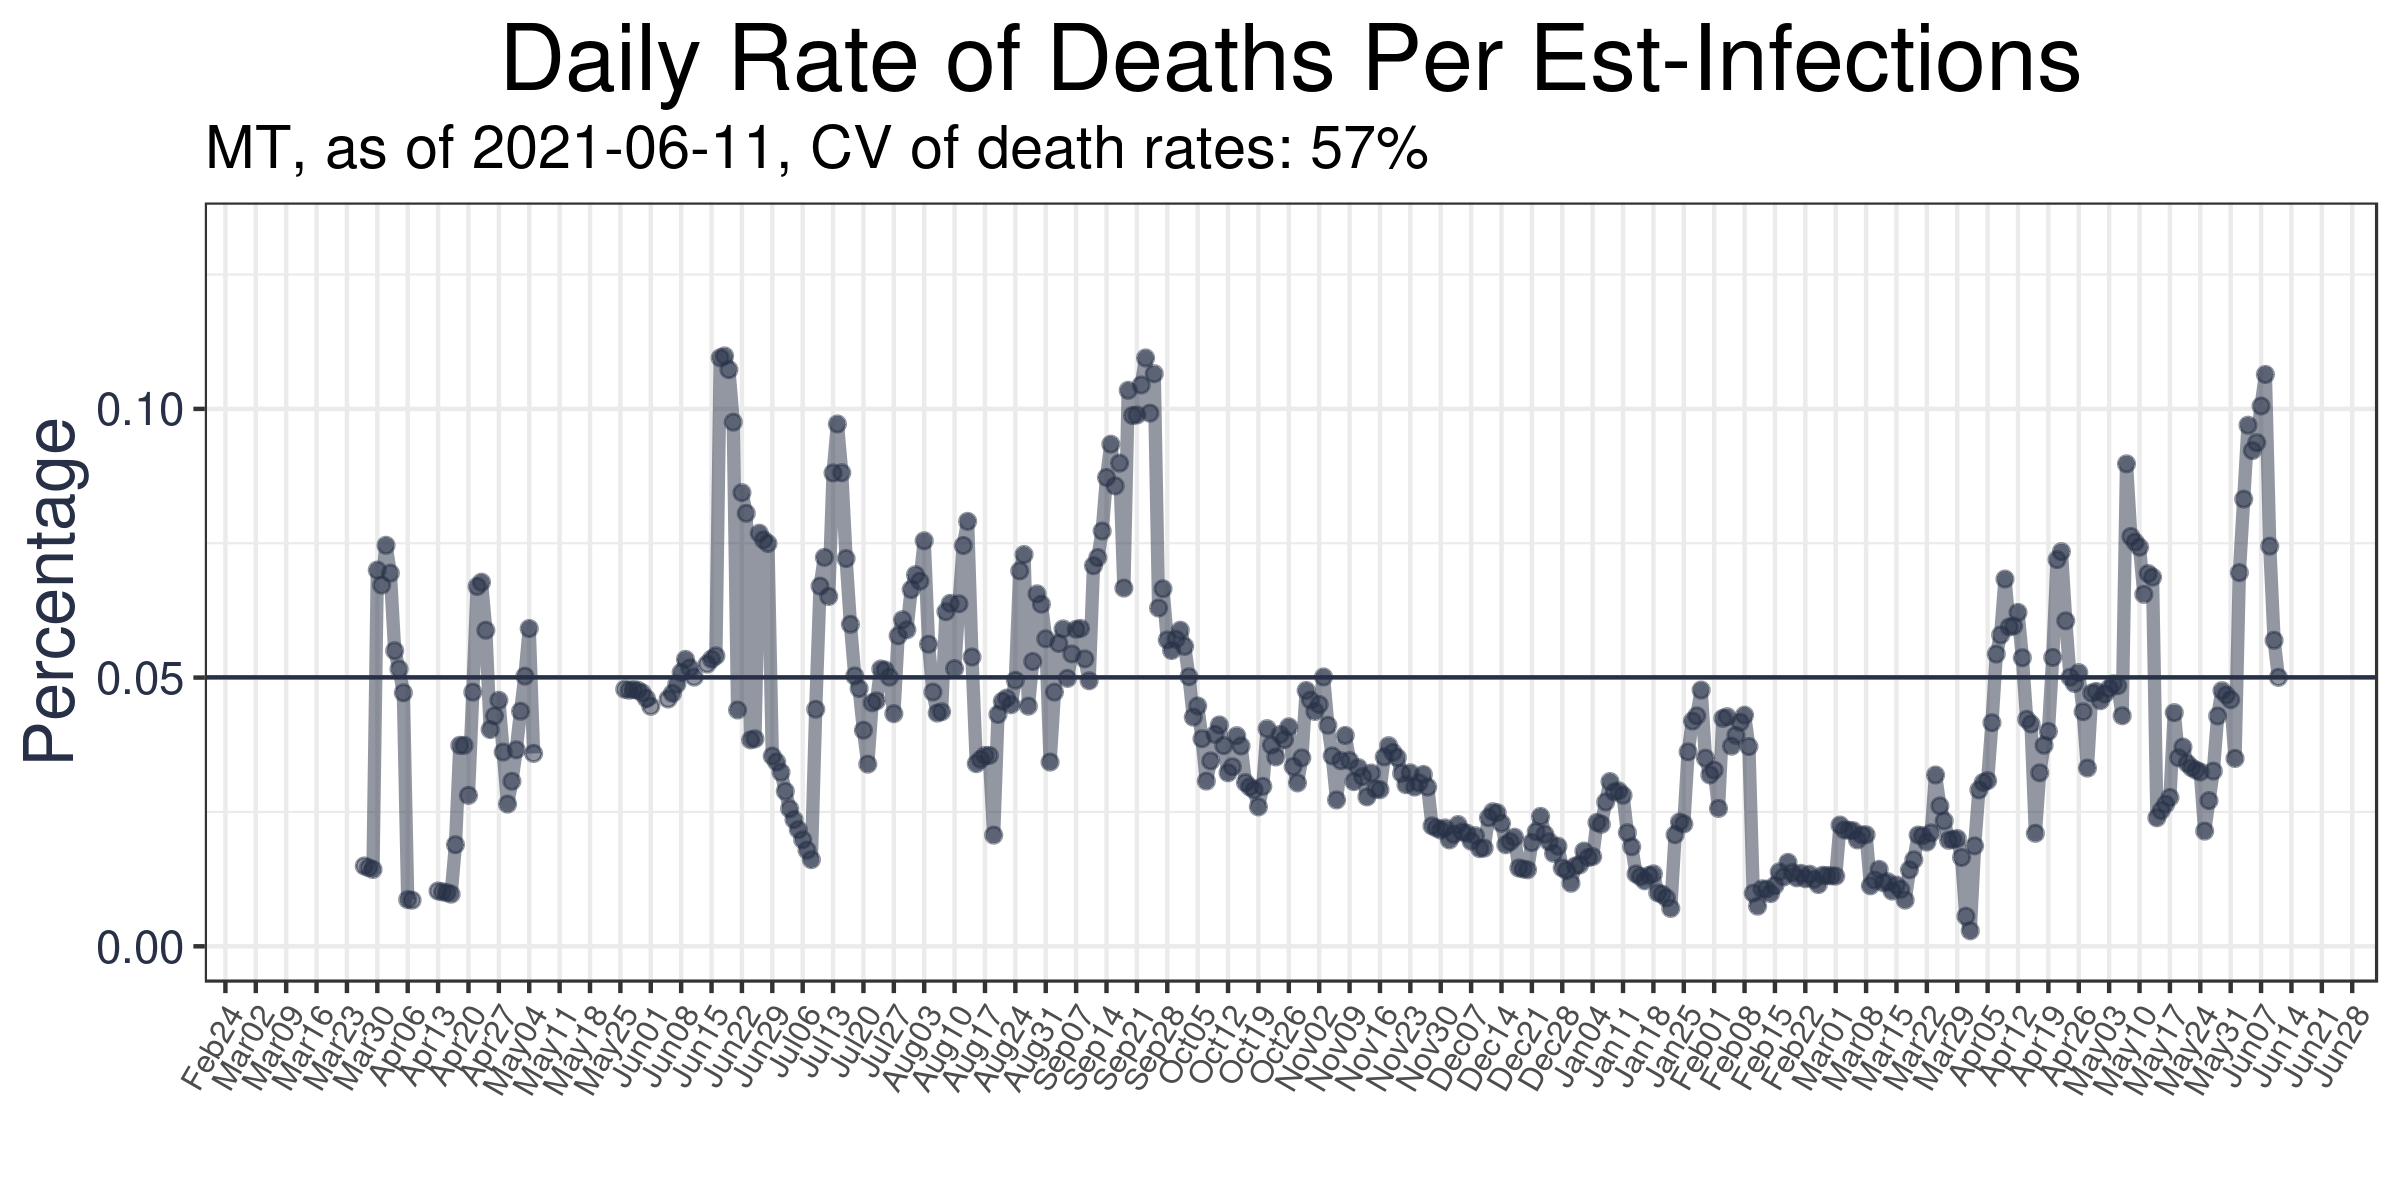 Daily Rate of Deaths Per Est-Infections
MT, as of 2021-06-11, CV of death rates: 57%
Percentage
0.10
0.05
0.00
Feb24
Mar02
Mar09
Mar16
Mar23
Mar30
Apr06
Apr13
Apr20
Apr27
May04
May11
May18
May25
Jun01
Jun08
Jun15
Jun22
Jun29
Jul06
Jul13
Jul20
Jul27
Aug03
Aug10
Aug17
Aug24
Aug31
Sep07
Sep14
Sep21
Sep28
Oct05
Oct12
Oct19
Oct26
Nov02
Nov09
Nov16
Nov23
Nov30
Dec07
Dec14
Dec21
Dec28
Jan04
Jan11
Jan18
Jan25
Feb01
Feb08
Feb15
Feb22
Mar01
Mar08
Mar15
Mar22
Mar29
Apr05
Apr12
Apr19
Apr26
May03
May10
May17
May24
May31
Jun07
Jun14
Jun21
Jun28